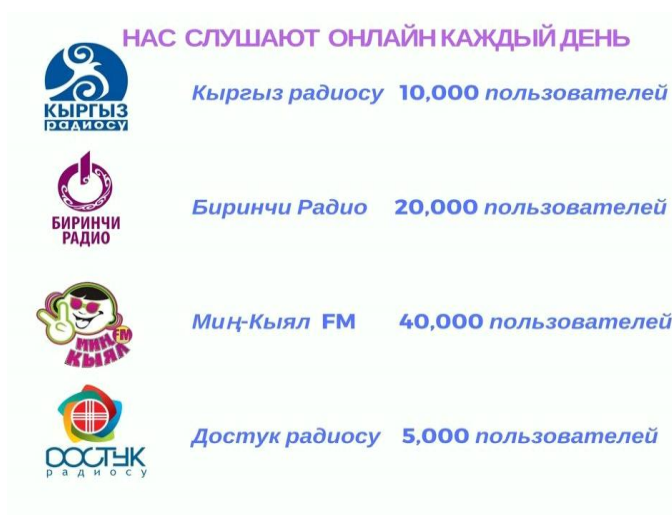 НАС СЛУШАЮТ ОНЛАЙН КАЖДЫЙ ДЕНЬ
КЫРГЫЗ
радиосу
Кыргыз радиосу 10,000 пользователей
БИРИНЧИ
РАДИО
Биринчи Радио 20,000 пользователей
МИҢ FM
КЫЯЛ
Миң-Кыял FM 40,000 пользователей
ДОСТУК
радиосу
Достук радиосу 5,000 пользователей